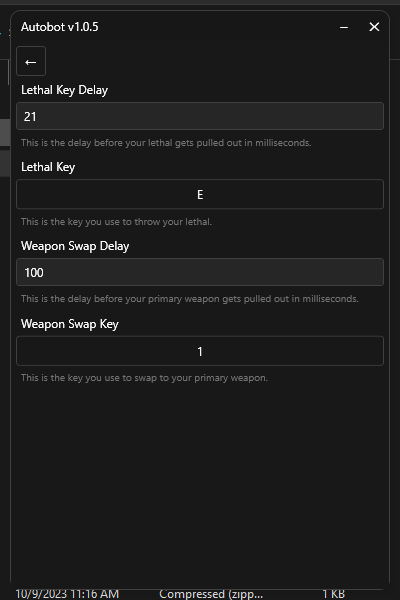 Autobot v1.0.5
Lethal Key Delay
21
This is the delay before your lethal gets pulled out in milliseconds.
Lethal Key
E
This is the key you use to throw your lethal.
Weapon Swap Delay
100
This is the delay before your primary weapon gets pulled out in milliseconds.
Weapon Swap Key
1
This is the key you use to swap to your primary weapon.
10/9/2023 11:16 AM Compressed (zipp... 1 KB